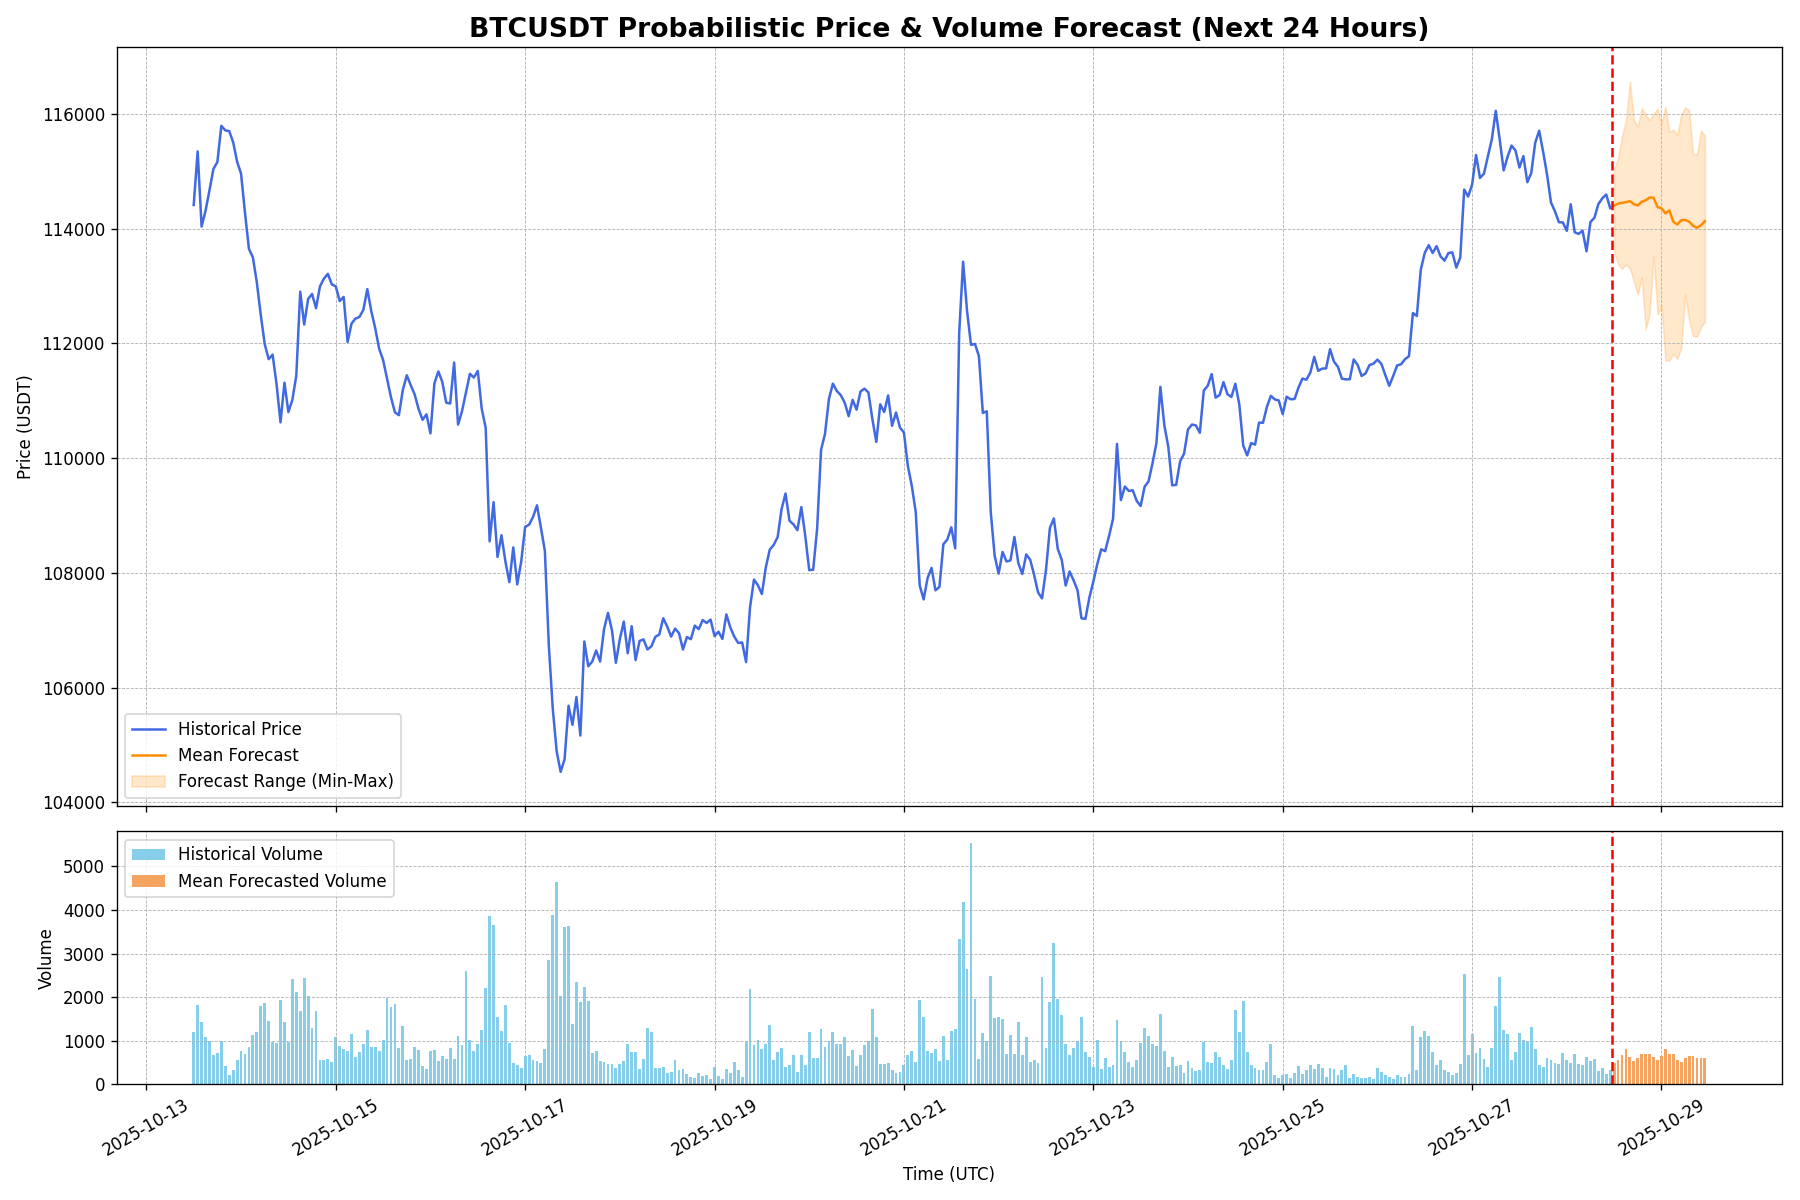 BTCUSDT Probabilistic Price & Volume Forecast (Next 24 Hours)
116000
114000
112000
110000
108000
106000
104000
Price (USDT)
Historical Price
Mean Forecast
Forecast Range (Min-Max)
Historical Volume
Mean Forecasted Volume
5000
4000
3000
2000
1000
0
Volume
2025-10-13
2025-10-15
2025-10-17
2025-10-19
2025-10-21
2025-10-23
2025-10-25
2025-10-27
2025-10-29
Time (UTC)